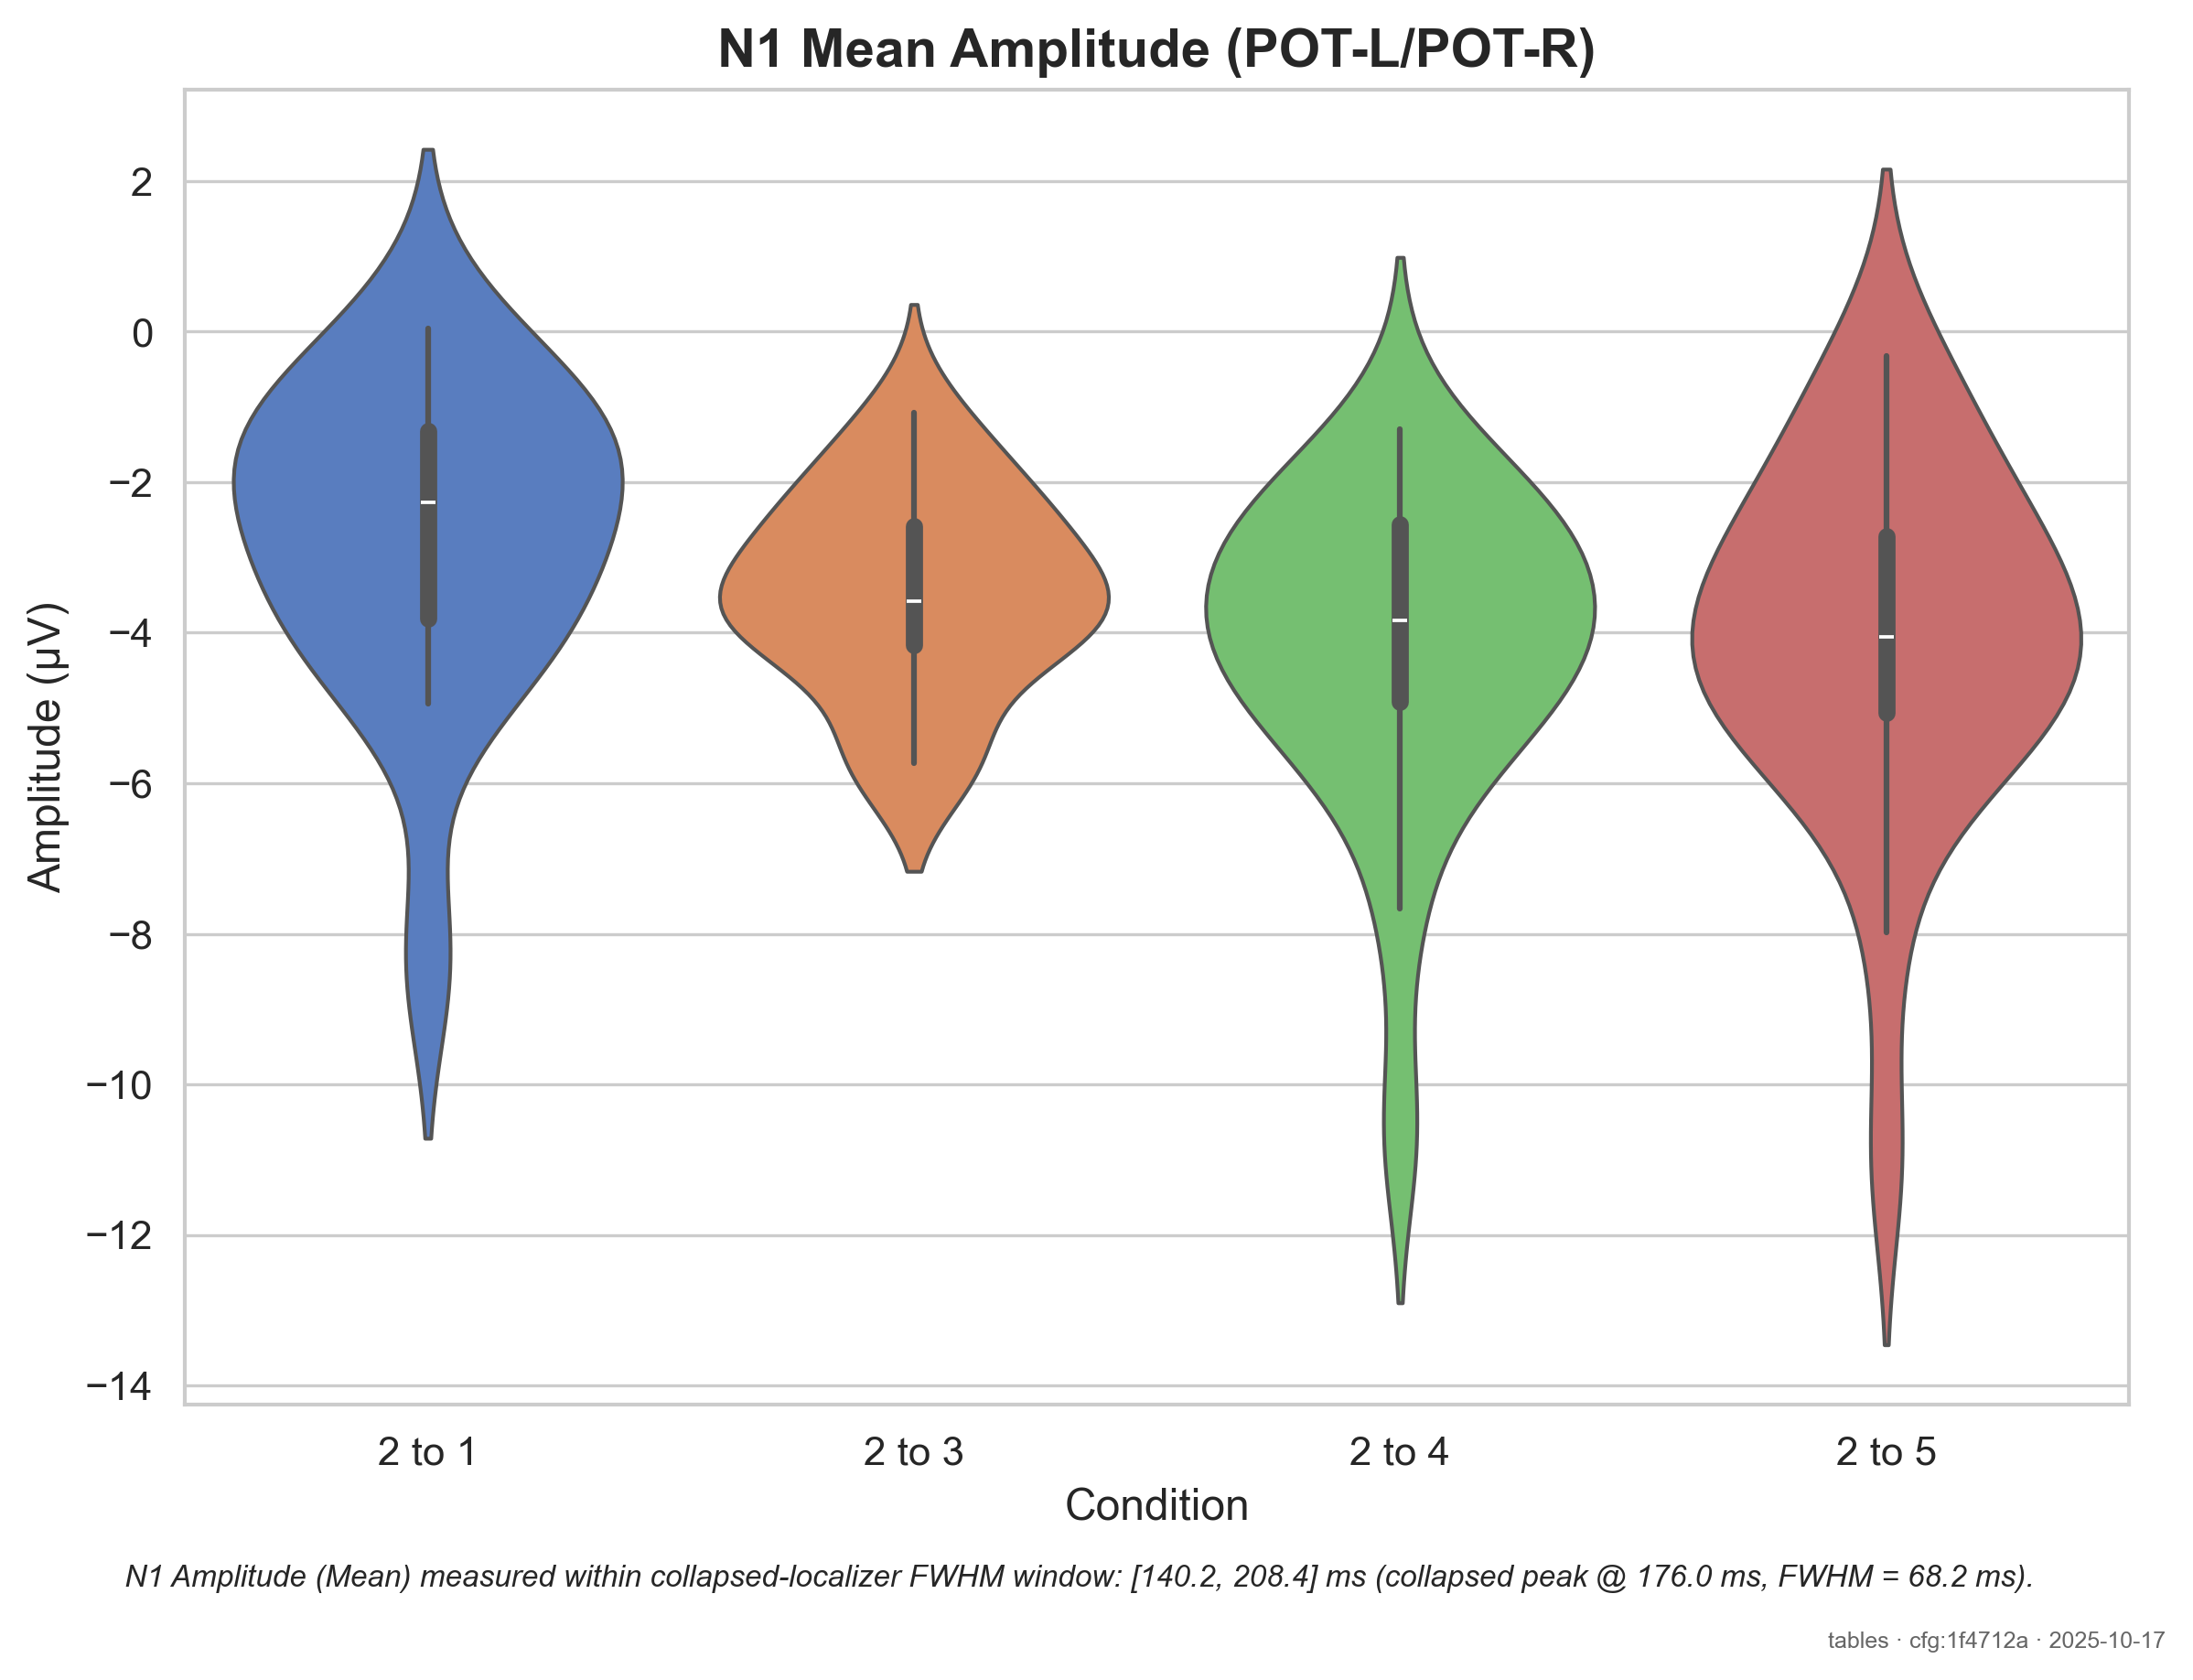 N1 Mean Amplitude (POT-L/POT-R)
Amplitude (µV)
2
0
−2
−4
−6
−8
−10
−12
−14
2 to 1
2 to 3
2 to 4
2 to 5
Condition
N1 Amplitude (Mean) measured within collapsed-localizer FWHM window: [140.2, 208.4] ms (collapsed peak @ 176.0 ms, FWHM = 68.2 ms).
tables · cfg:1f4712a · 2025-10-17